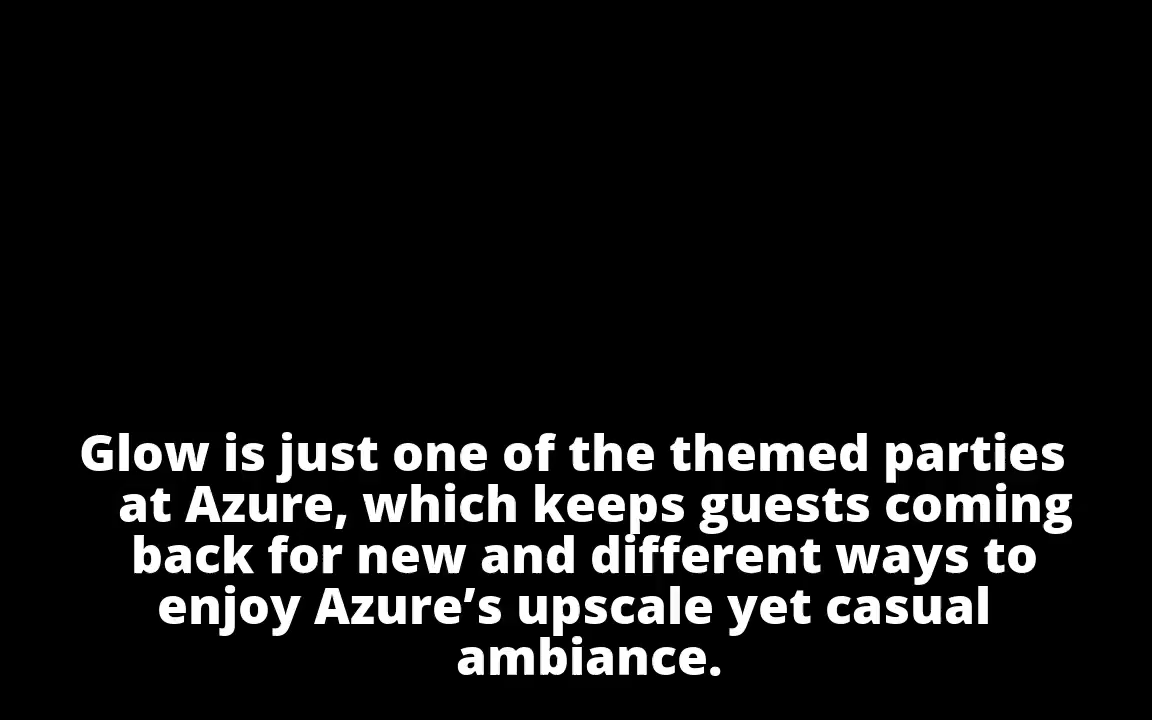 Glow is just one of the themed parties
at Azure, which keeps guests coming
back for new and different ways to
enjoy Azure’s upscale yet casual
ambiance.